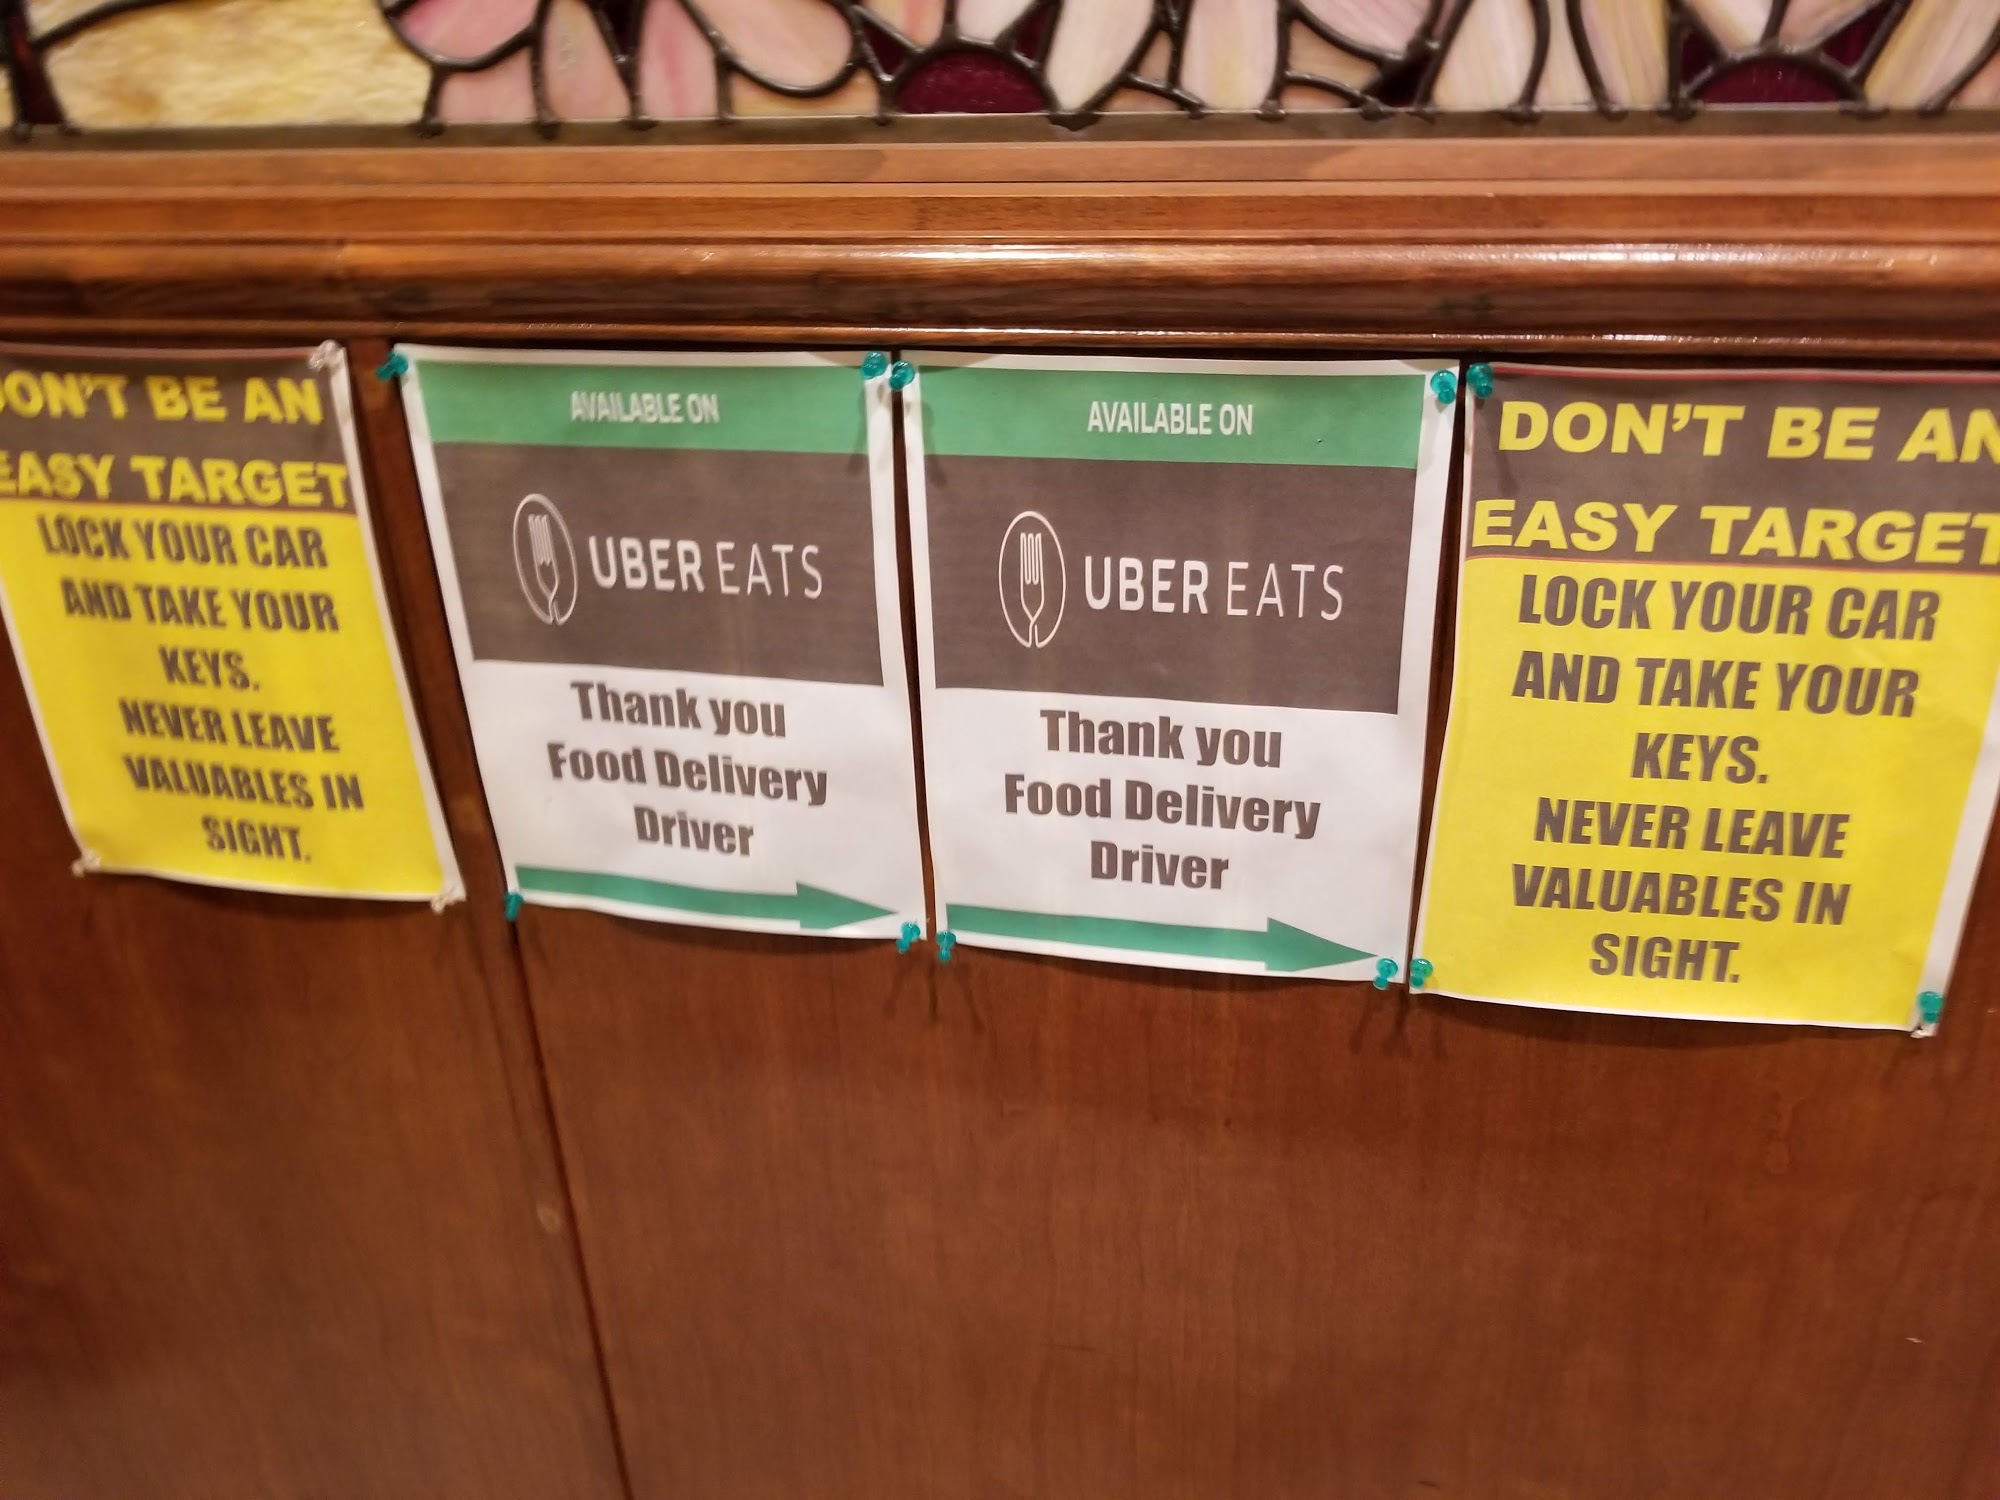 DON'T BE AN
EASY TARGET
LOCK YOUR CAR
AND TAKE YOUR
KEYS.
NEVER LEAVE
VALUABLES IN
SIGHT.
AVAILABLE ON
UBER EATS
Thank you
Food Delivery
Driver
AVAILABLE ON
UBER EATS
Thank you
Food Delivery
Driver
DON'T BE AN
EASY TARGET
LOCK YOUR CAR
AND TAKE YOUR
KEYS.
NEVER LEAVE
VALUABLES IN
SIGHT.